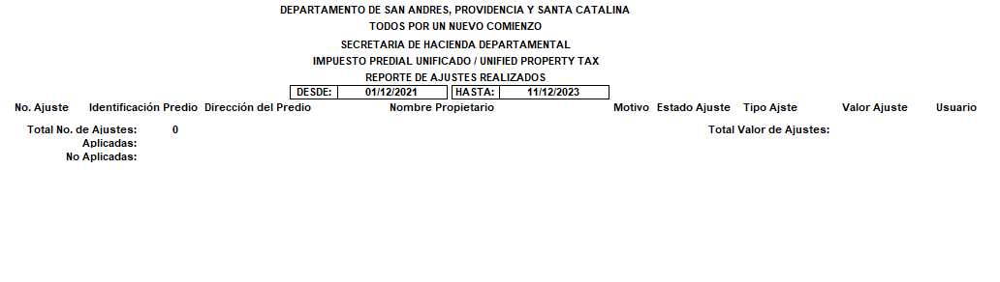 DEPARTAMENTO DE SAN ANDRES, PROVIDENCIA Y SANTA CATALINA
TODOS POR UN NUEVO COMIENZO
SECRETARIA DE HACIENDA DEPARTAMENTAL
IMPUESTO PREDIAL UNIFICADO / UNIFIED PROPERTY TAX
REPORTE DE AJUSTES REALIZADOS
DESDE: 01/12/2021 HASTA: 11/12/2023
No. Ajuste Identificación Predio Dirección del Predio Nombre Propietario Motivo Estado Ajuste Tipo Ajste Valor Ajuste Usuario
Total No. de Ajustes: 0 Total Valor de Ajustes:
Aplicadas:
No Aplicadas: